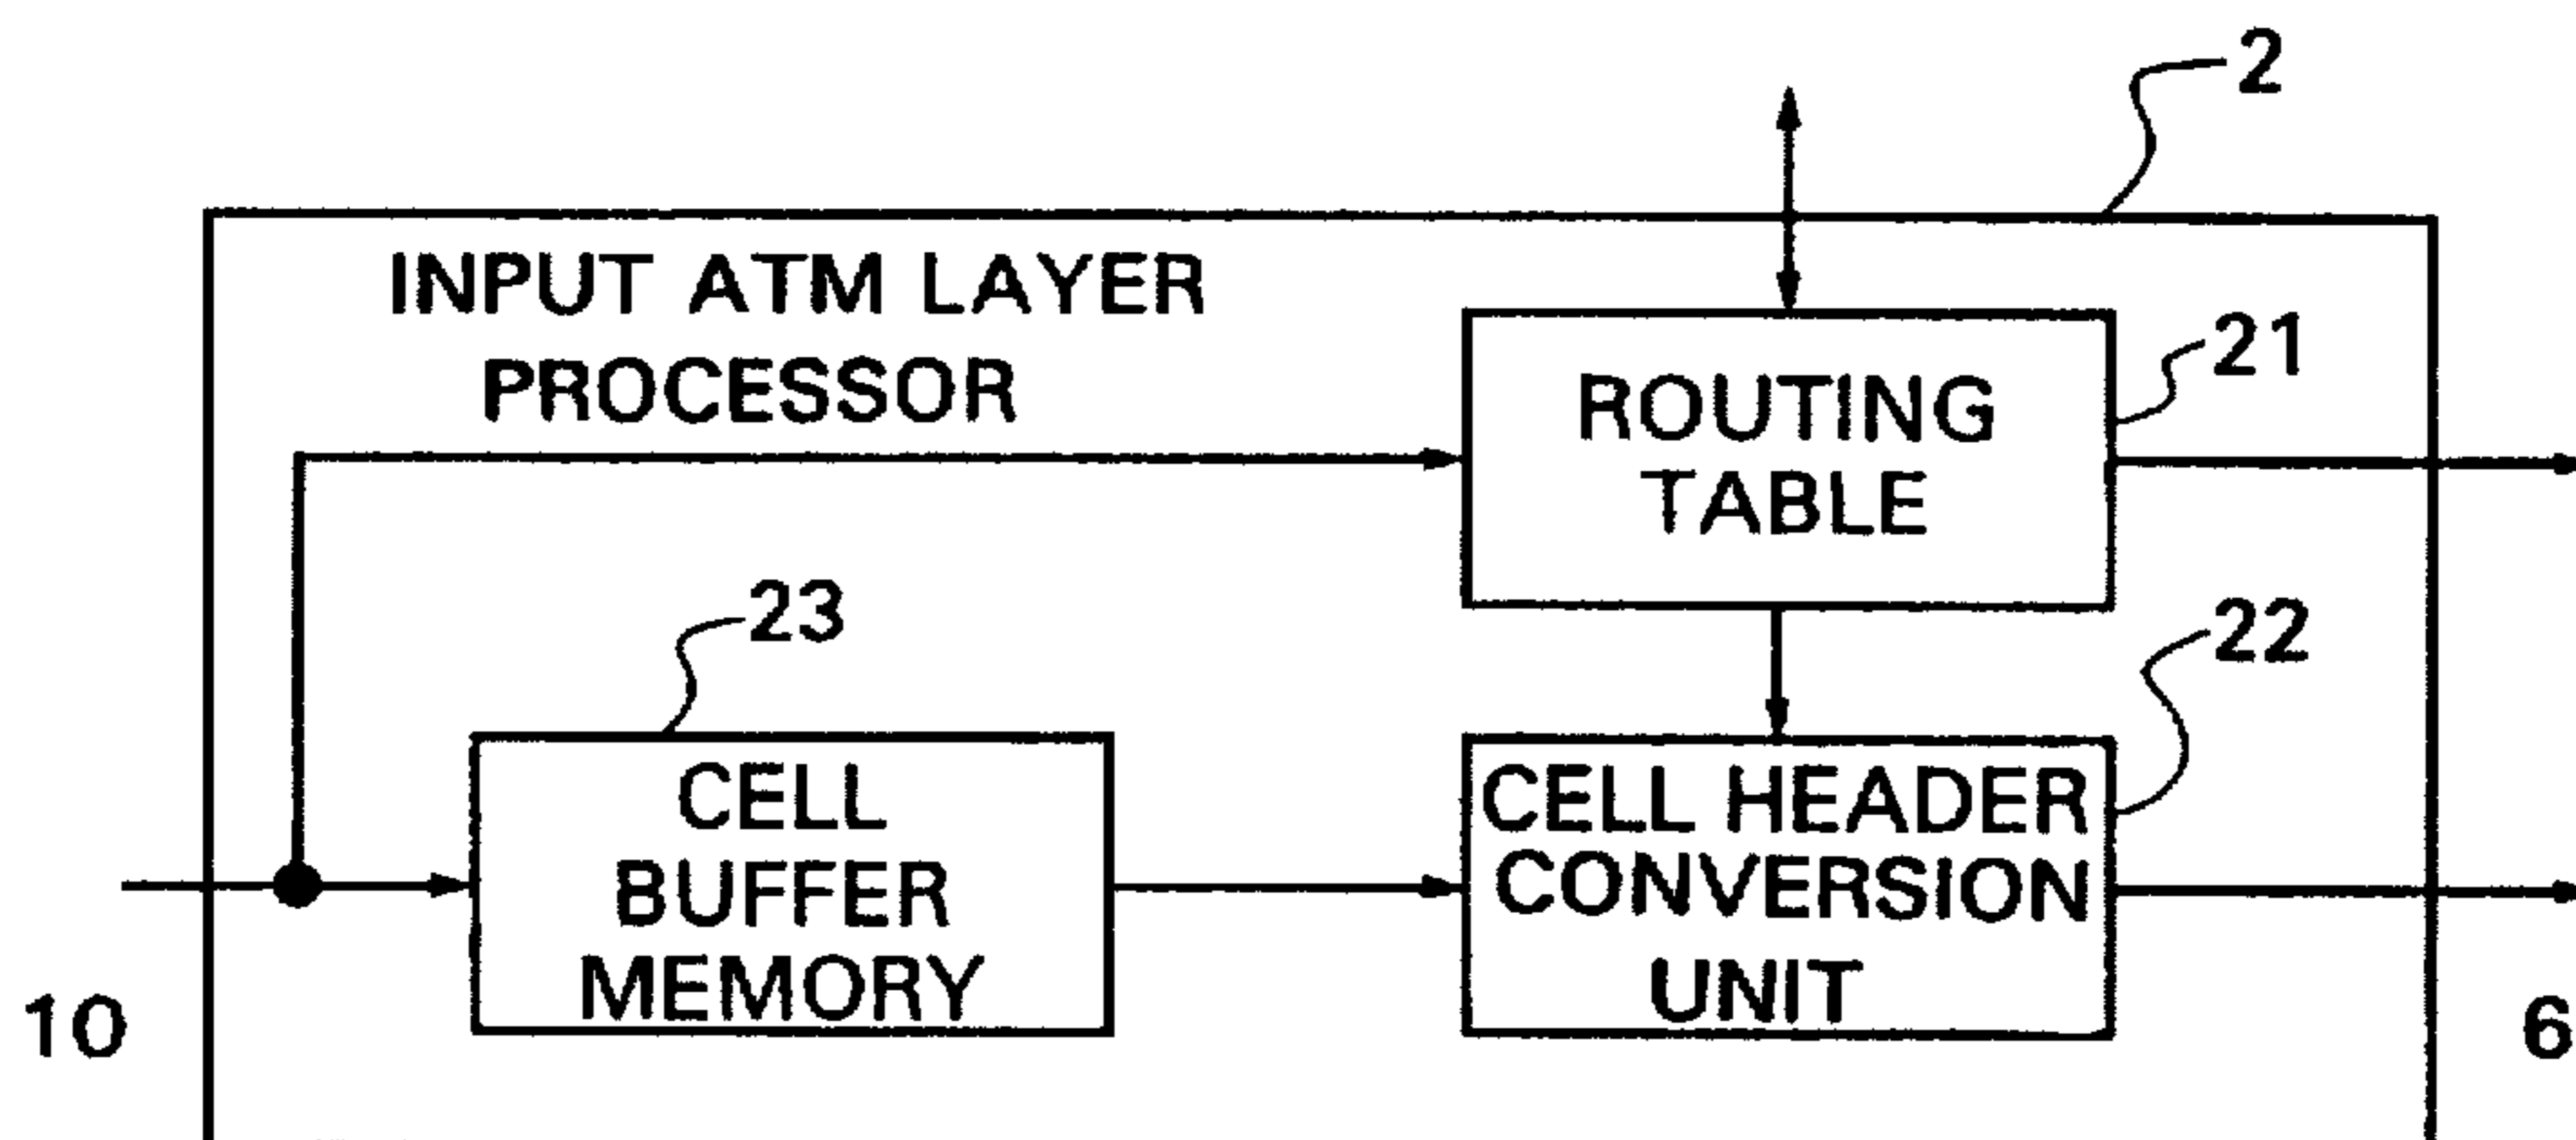 2
INPUT ATM LAYER
PROCESSOR
21
ROUTING
TABLE
23
22
CELL
BUFFER
MEMORY
CELL HEADER
CONVERSION
UNIT
10
6